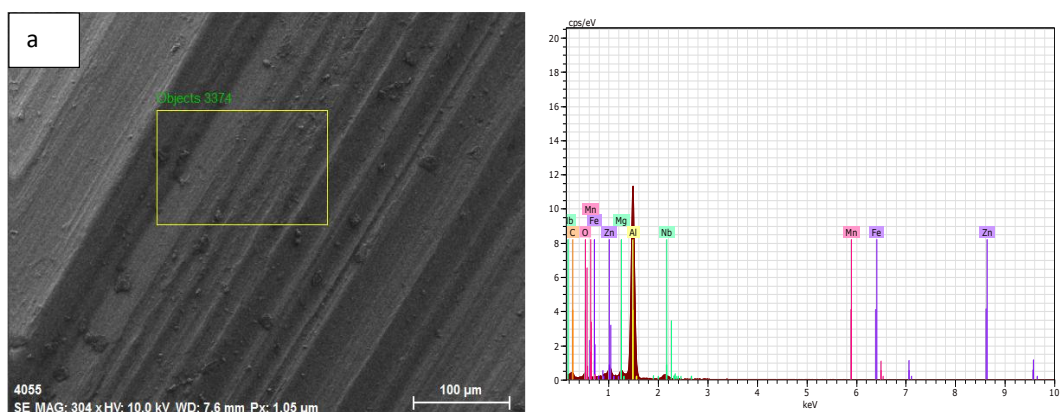 a
Objects 3374
4055
100 µm
SE MAG: 304 x HV: 10.0 kV WD: 7.6 mm Px: 1.05 µm
cps/eV
20
18
16
14
12
10
8
6
4
2
0
Mn
Nb Fe Mg
C O Zn Al Nb Mn Fe Zn
1 2 3 4 5 6 7 8 9 10
keV